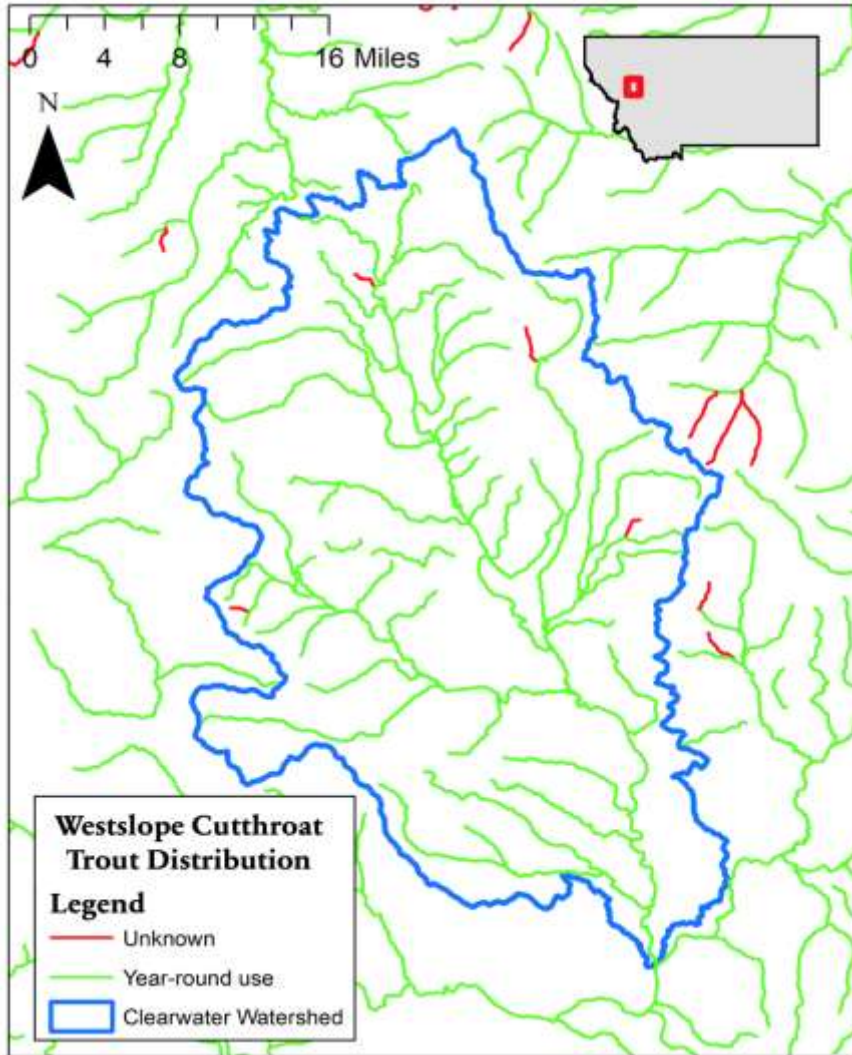 0 4 8 16 Miles
N
Westslope Cutthroat
Trout Distribution
Legend
Unknown
Year-round use
Clearwater Watershed